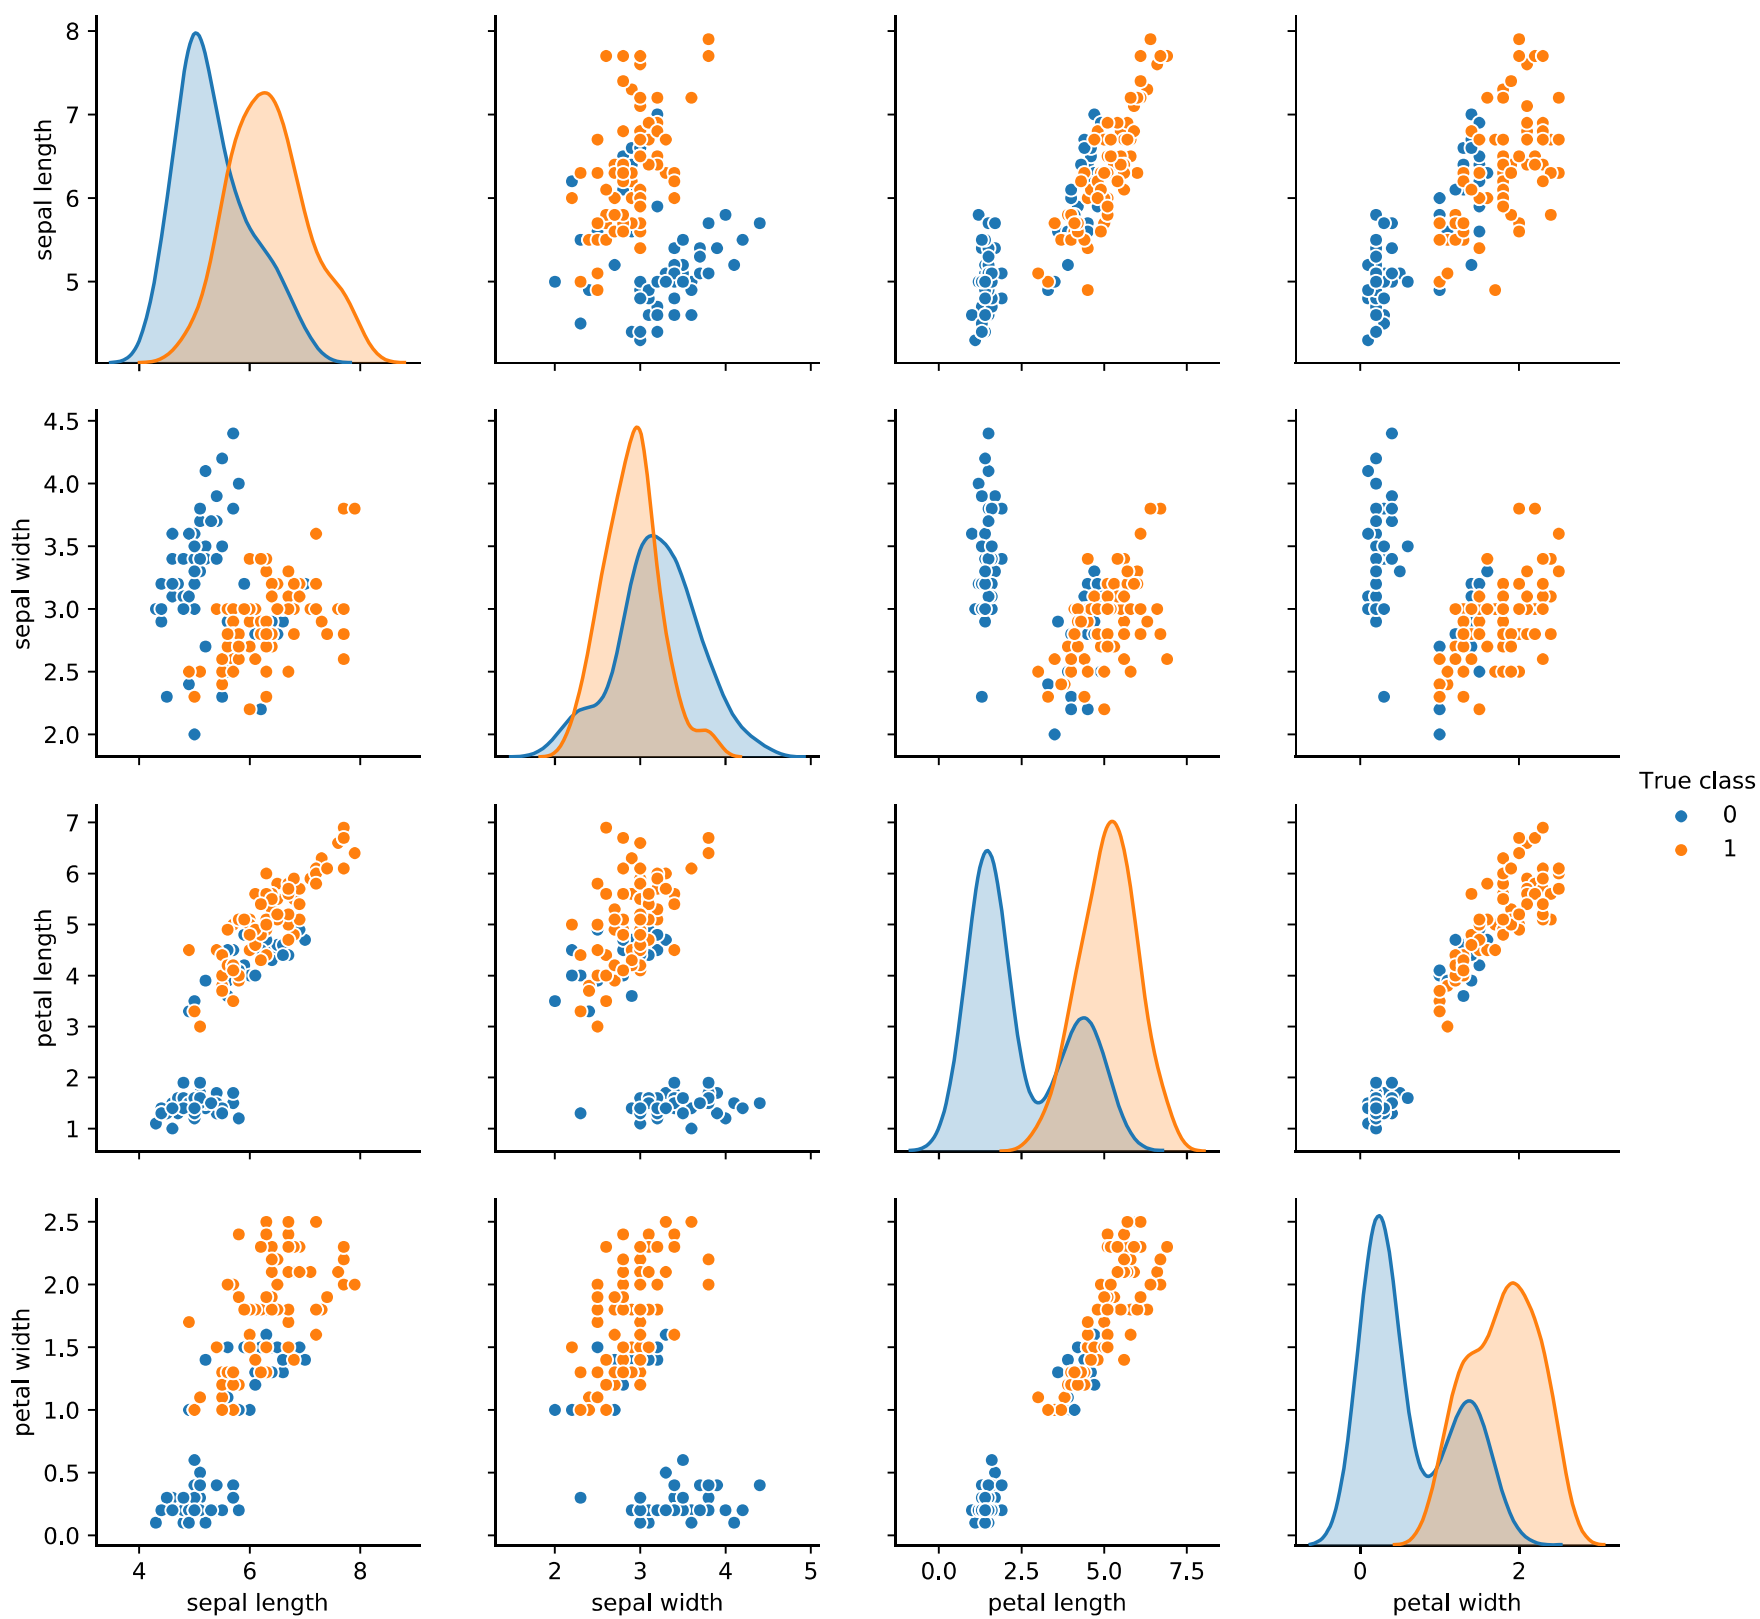 8
7
6
5
sepal length
4.5
4.0
3.5
3.0
2.5
2.0
sepal width
True class
0
1
7
6
5
4
3
2
1
petal length
2.5
2.0
1.5
1.0
0.5
0.0
petal width
4 6 8
2 3 4 5
0.0 2.5 5.0 7.5
0 2
sepal length
sepal width
petal length
petal width